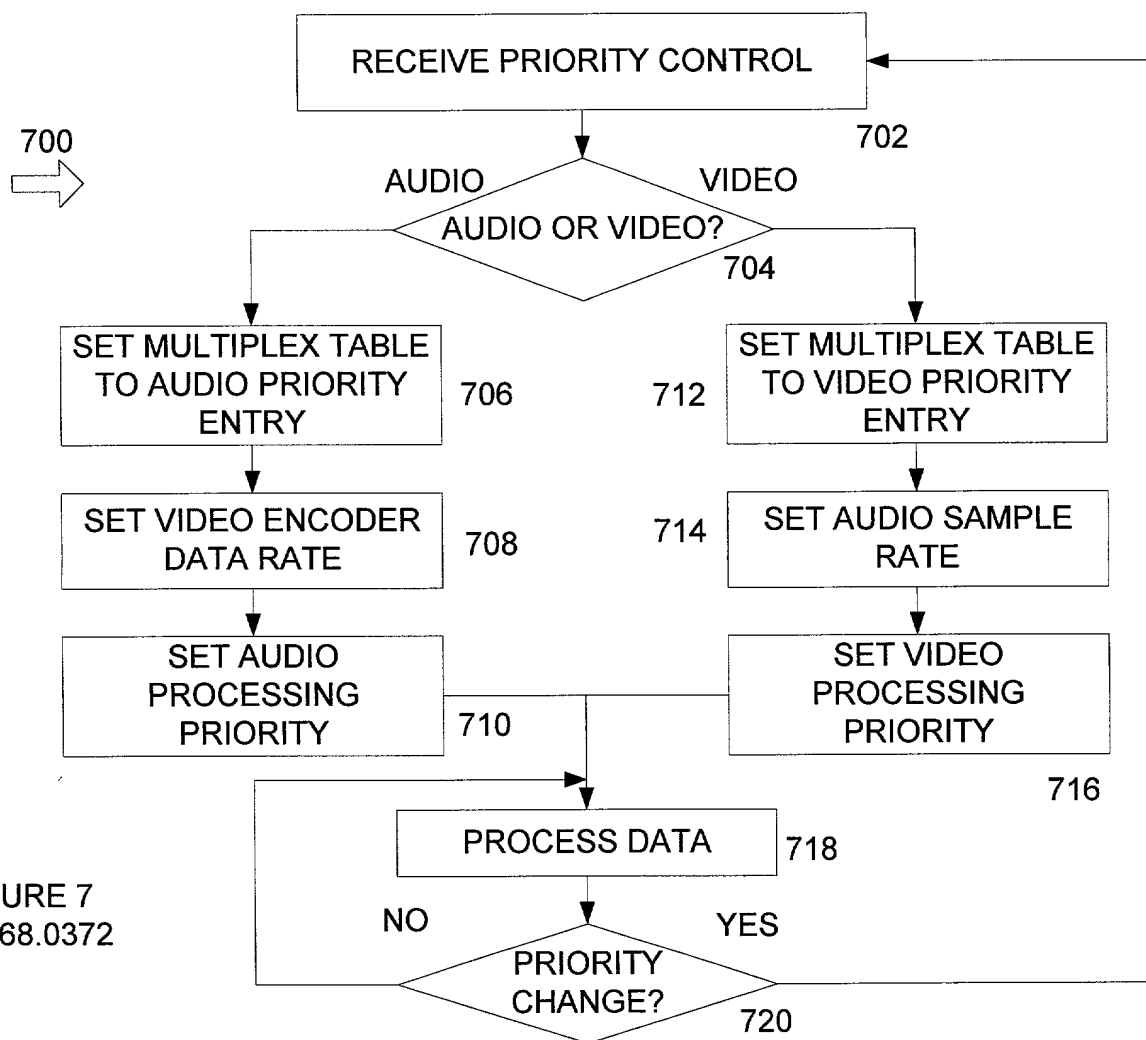 RECEIVE PRIORITY CONTROL
702
700
AUDIO
VIDEO
AUDIO OR VIDEO?
704
SET MULTIPLEX TABLE
TO AUDIO PRIORITY
ENTRY
706
712
SET MULTIPLEX TABLE
TO VIDEO PRIORITY
ENTRY
SET VIDEO ENCODER
DATA RATE
708
714
SET AUDIO SAMPLE
RATE
SET AUDIO
PROCESSING
PRIORITY
710
SET VIDEO
PROCESSING
PRIORITY
716
PROCESS DATA
718
URE 7
68.0372
NO
YES
PRIORITY
CHANGE?
720